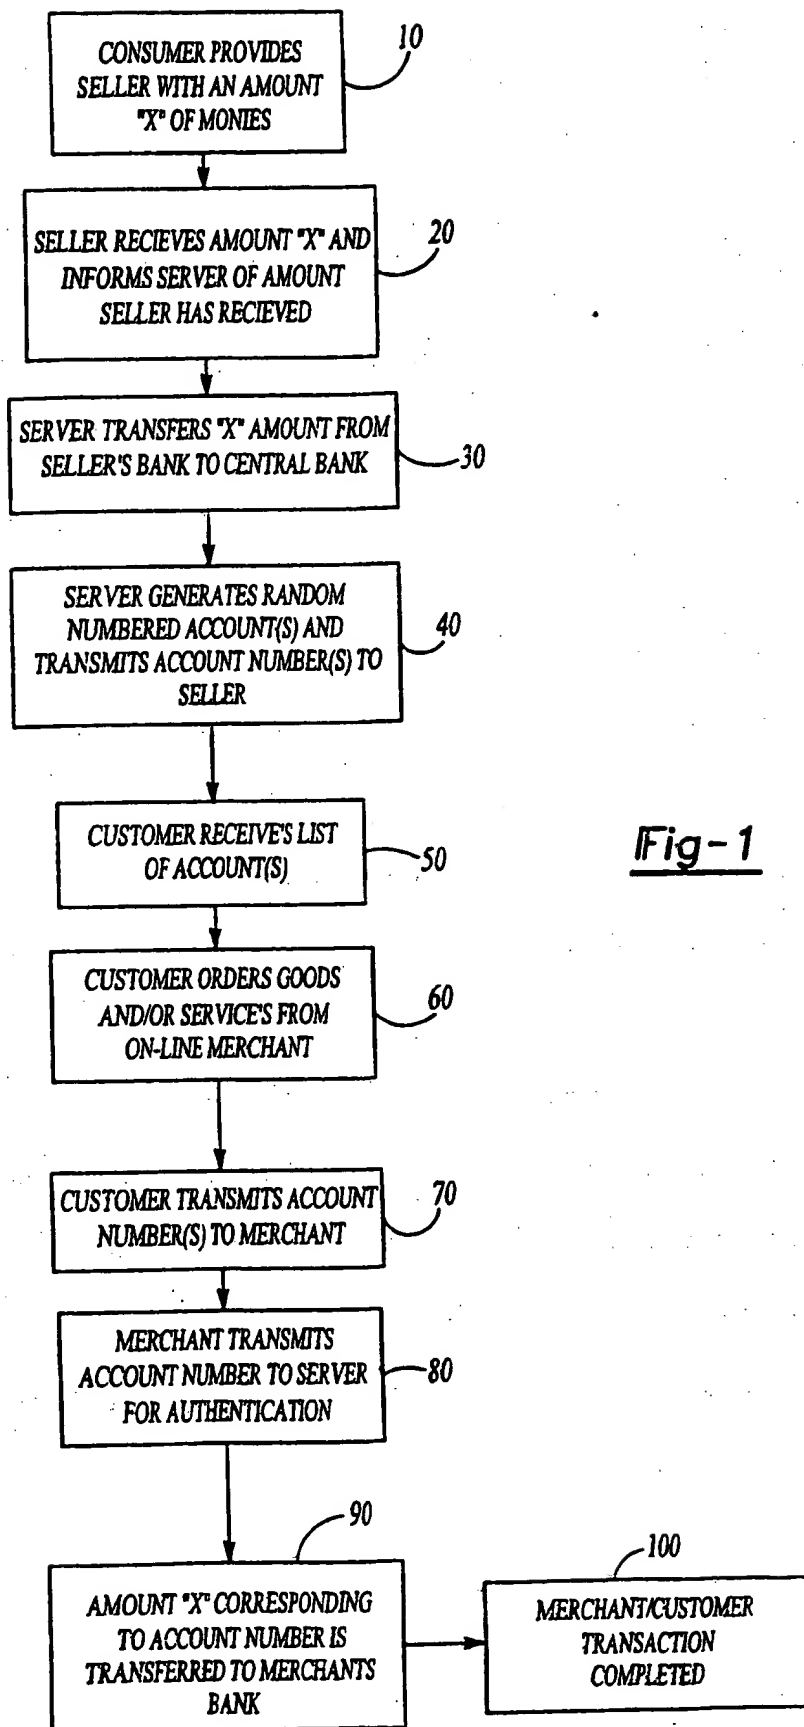 CONSUMER PROVIDES
SELLER WITH AN AMOUNT
"X" OF MONIES
10
SELLER RECIEVES AMOUNT "X" AND
INFORMS SERVER OF AMOUNT
SELLER HAS RECIEVED
20
SERVER TRANSFERS "X" AMOUNT FROM
SELLER'S BANK TO CENTRAL BANK
30
SERVER GENERATES RANDOM
NUMBERED ACCOUNT(S) AND
TRANSMITS ACCOUNT NUMBER(S) TO
SELLER
40
CUSTOMER RECEIVE'S LIST
OF ACCOUNT(S)
50
Fig-1
CUSTOMER ORDERS GOODS
AND/OR SERVICE'S FROM
ON-LINE MERCHANT
60
CUSTOMER TRANSMITS ACCOUNT
NUMBER(S) TO MERCHANT
70
MERCHANT TRANSMITS
ACCOUNT NUMBER TO SERVER
FOR AUTHENTICATION
80
AMOUNT "X" CORRESPONDING
TO ACCOUNT NUMBER IS
TRANSFERRED TO MERCHANTS
BANK
90
MERCHANT/CUSTOMER
TRANSACTION
COMPLETED
100